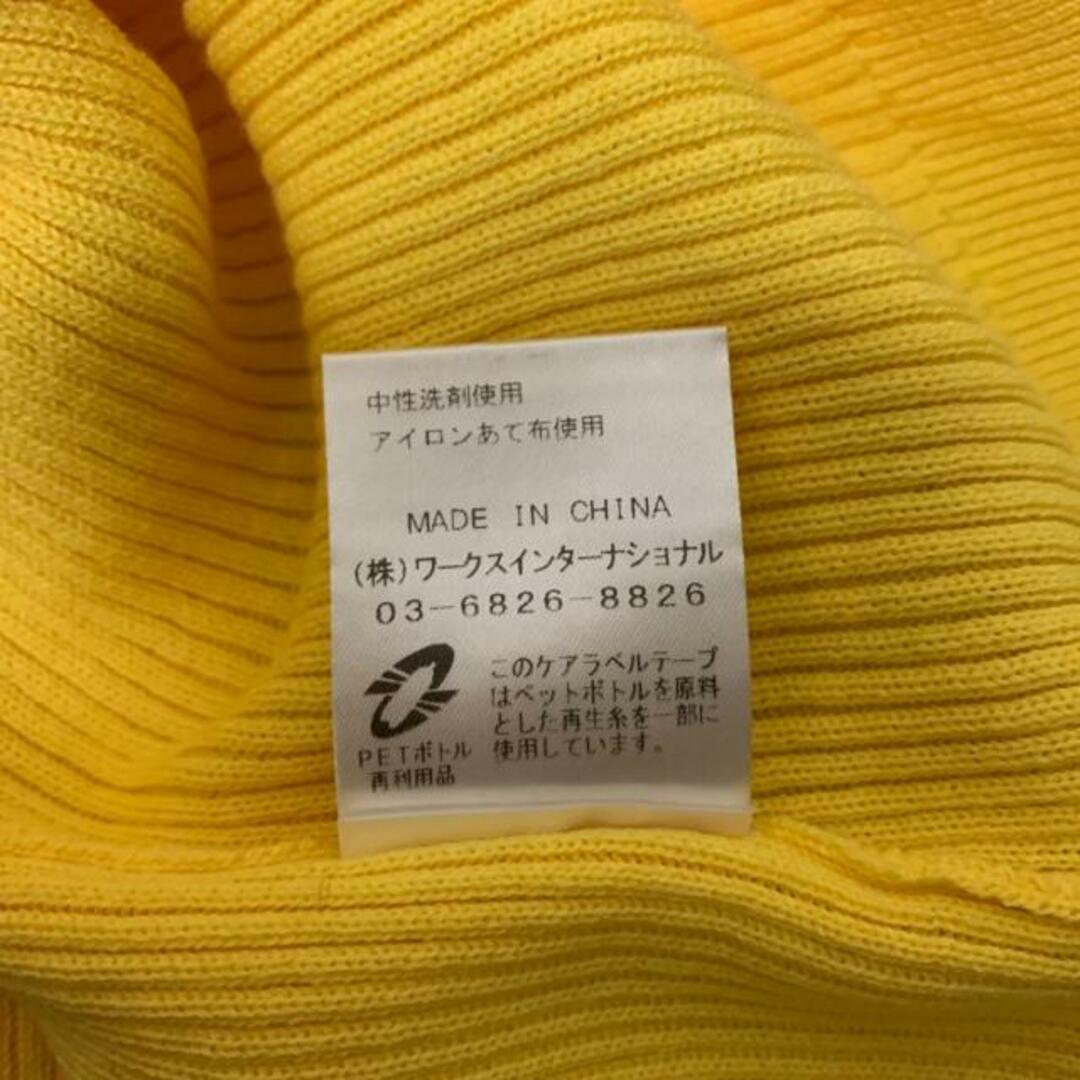 中性洗剤使用
アイロンあて布使用
MADE IN CHINA
(株)ワークスインターナショナル
03-6826-8826
このケアラベルテープ
はペットボトルを原料
とした再生糸を一部に
使用しています。
PETボトル
再利用品